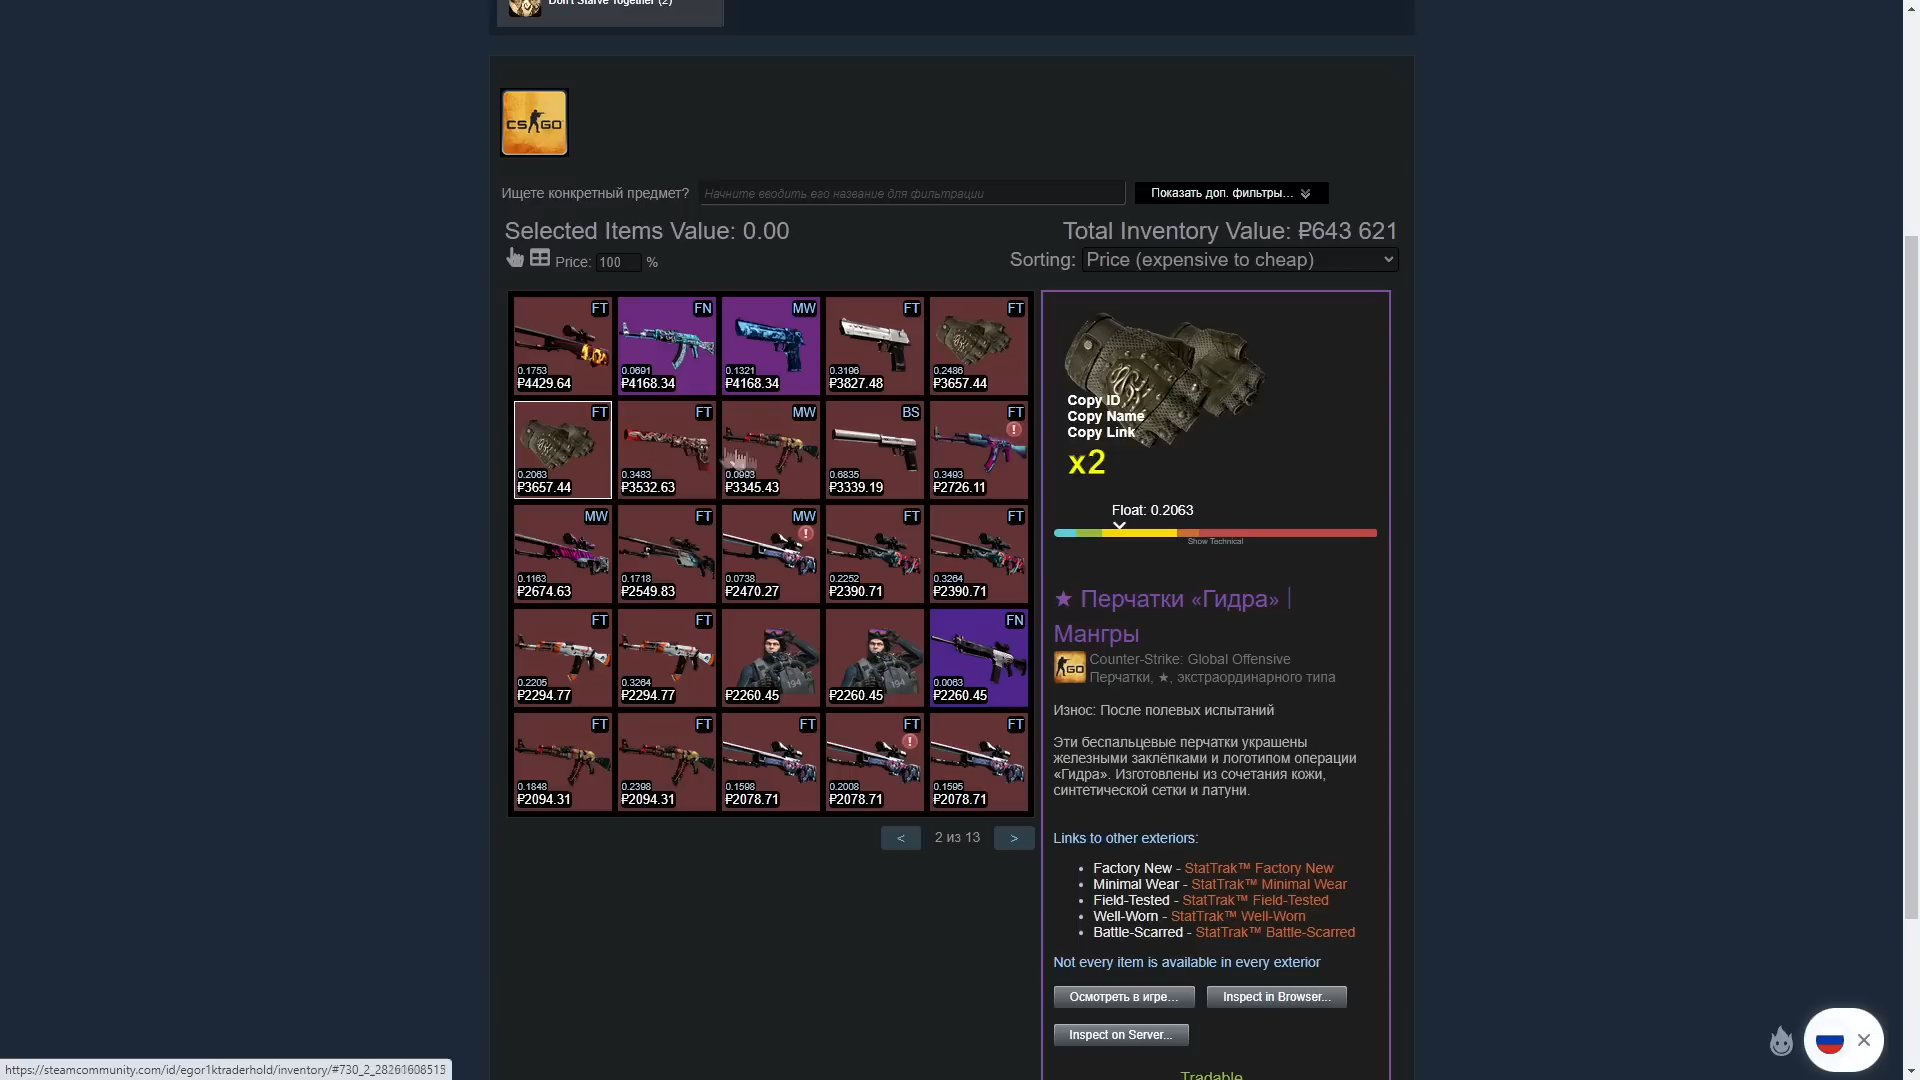 Don't Starve Together (2)
CS GO
Ищете конкретный предмет?
Начните вводить его название для фильтрации
Показать доп. фильтры...
Selected Items Value: 0.00
Total Inventory Value: ₽643 621
Price: 100 %
Sorting: Price (expensive to cheap)
FT FN MW FT FT
0.1753 0.0691 0.1321 0.3196 0.2486
₽4429.64 ₽4168.34 ₽4168.34 ₽3827.48 ₽3657.44
FT FT MW BS FT
0.2063 0.3483 0.0993 0.6835 0.3493
₽3657.44 ₽3532.63 ₽3345.43 ₽3339.19 ₽2726.11
MW FT MW FT FT
0.1163 0.1718 0.0738 0.2252 0.3264
₽2674.63 ₽2549.83 ₽2470.27 ₽2390.71 ₽2390.71
FT FT FN
194 194
0.2205 0.3264 0.0063
₽2294.77 ₽2294.77 ₽2260.45 ₽2260.45 ₽2260.45
FT FT FT FT FT
0.1848 0.2398 0.1598 0.2008 0.1595
₽2094.31 ₽2094.31 ₽2078.71 ₽2078.71 ₽2078.71
< 2 из 13 >
Copy ID
Copy Name
Copy Link
x2
Float: 0.2063
Show Technical
★ Перчатки «Гидра» |
Мангры
GO
Counter-Strike: Global Offensive
Перчатки, ★, экстраординарного типа
Износ: После полевых испытаний
Эти беспальцевые перчатки украшены
железными заклёпками и логотипом операции
«Гидра». Изготовлены из сочетания кожи,
синтетической сетки и латуни.
Links to other exteriors:
Factory New - StatTrak™ Factory New
Minimal Wear - StatTrak™ Minimal Wear
Field-Tested - StatTrak™ Field-Tested
Well-Worn - StatTrak™ Well-Worn
Battle-Scarred - StatTrak™ Battle-Scarred
Not every item is available in every exterior
Осмотреть в игре...
Inspect in Browser...
Inspect on Server...
Tradable
https://steamcommunity.com/id/egor1ktraderhold/inventory/#730_2_28261608515